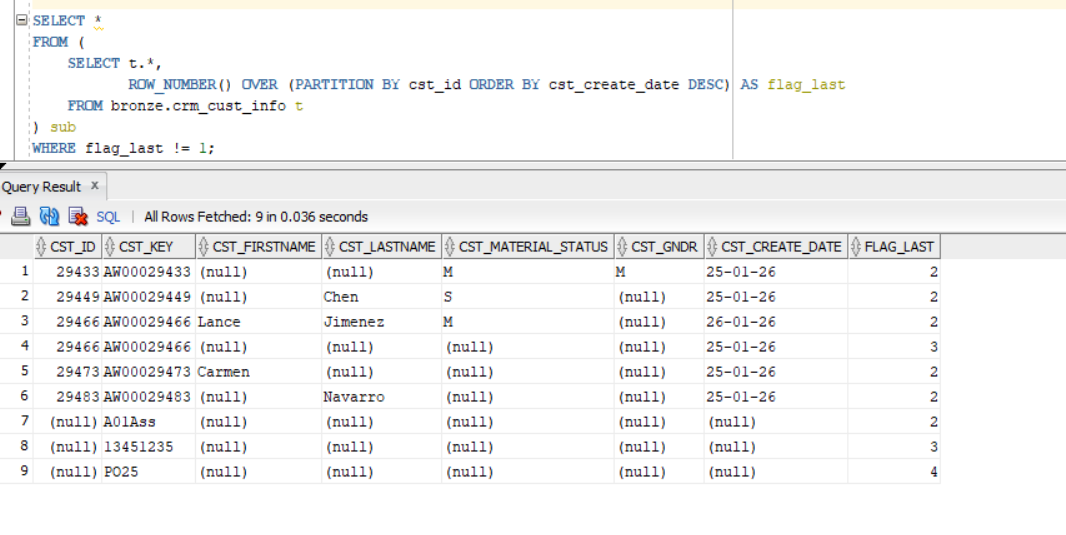 SELECT *
FROM (
SELECT t.*,
ROW_NUMBER() OVER (PARTITION BY cst_id ORDER BY cst_create_date DESC) AS flag_last
FROM bronze.crm_cust_info t
) sub
WHERE flag_last != 1;
Query Result x
SQL | All Rows Fetched: 9 in 0.036 seconds
CST_ID CST_KEY CST_FIRSTNAME CST_LASTNAME CST_MATERIAL_STATUS CST_GNDR CST_CREATE_DATE FLAG_LAST
1 29433 AW00029433 (null) (null) M M 25-01-26 2
2 29449 AW00029449 (null) Chen S (null) 25-01-26 2
3 29466 AW00029466 Lance Jimenez M (null) 26-01-26 2
4 29466 AW00029466 (null) (null) (null) (null) 25-01-26 3
5 29473 AW00029473 Carmen (null) (null) (null) 25-01-26 2
6 29483 AW00029483 (null) Navarro (null) (null) 25-01-26 2
7 (null) A01Ass (null) (null) (null) (null) (null) 2
8 (null) 13451235 (null) (null) (null) (null) (null) 3
9 (null) PO25 (null) (null) (null) (null) (null) 4